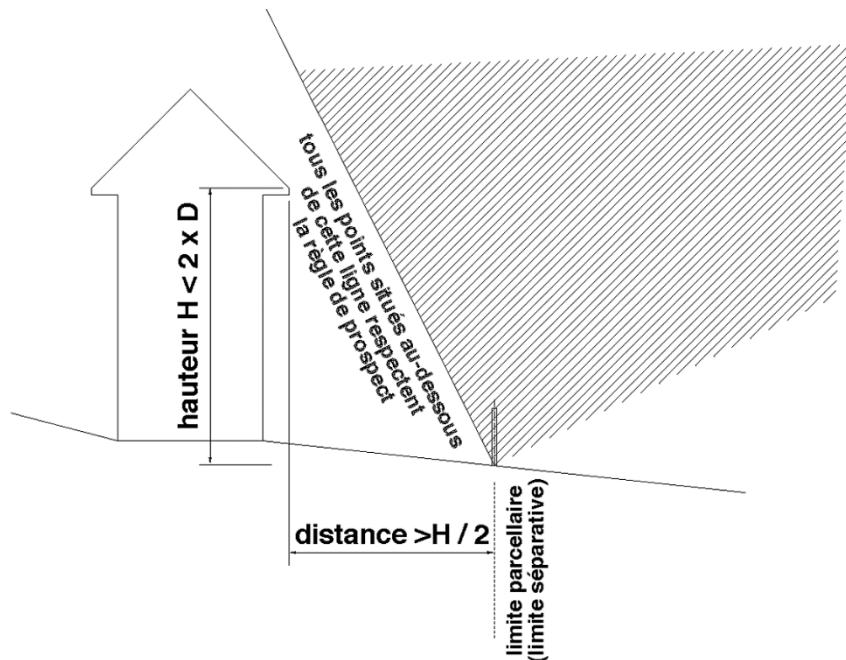 hauteur H < 2 x D
tous les points situés au-dessous
de cette ligne respectent
la règle de prospect
distance >H / 2
limite parcellaire
(limite séparative)